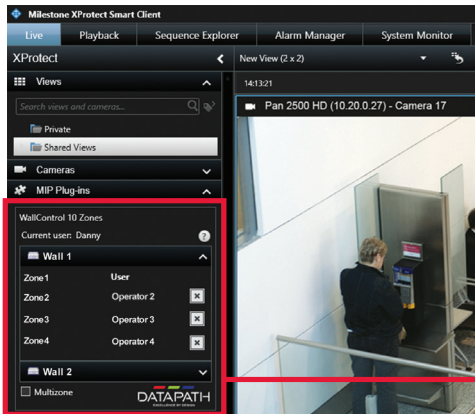 Milestone XProtect Smart Client
Live Playback Sequence Explorer Alarm Manager System Monitor
XProtect
New View (2 x 2)
Views
14:13:21
Search views and cameras...
Pan 2500 HD (10.20.0.27) - Camera 17
Private
Shared Views
Cameras
MIP Plug-ins
WallControl 10 Zones
Current user: Danny ?
Wall 1
Zone1 User
Zone2 Operator 2
Zone3 Operator 3
Zone4 Operator 4
Wall 2
Multizone
DATAPATH
EXCELLENCE BY DESIGN